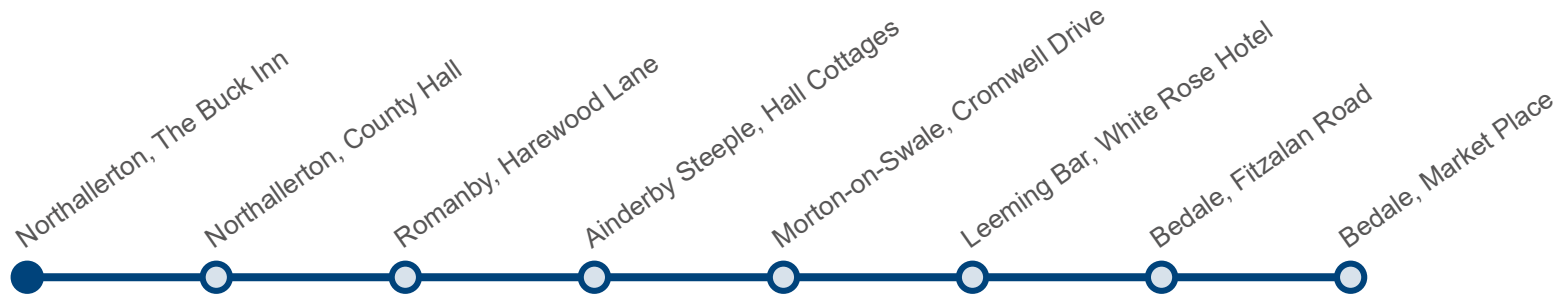 Northallerton, The Buck Inn
Northallerton, County Hall
Romanby, Harewood Lane
Ainderby Steeple, Hall Cottages
Morton-on-Swale, Cromwell Drive
Leeming Bar, White Rose Hotel
Bedale, Fitzalan Road
Bedale, Market Place